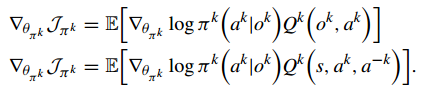 ∇_{θ_{π^k}} 𝒥_{π^k} = 𝔼[∇_{θ_{π^k}} log π^k(a^k|o^k)Q^k(o^k, a^k)]
∇_{θ_{π^k}} 𝒥_{π^k} = 𝔼[∇_{θ_{π^k}} log π^k(a^k|o^k)Q^k(s, a^k, a^{-k})].